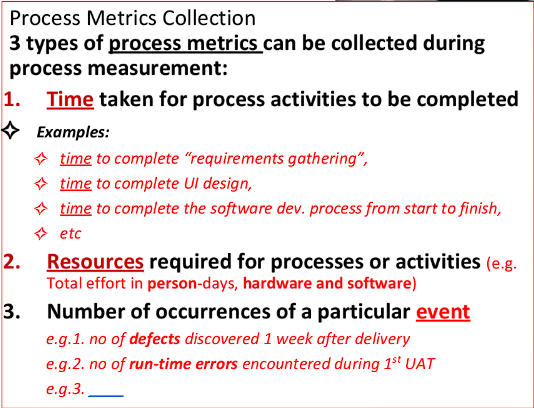 Process Metrics Collection
3 types of process metrics can be collected during
process measurement:
1. Time taken for process activities to be completed
✧ Examples:
✧ time to complete “requirements gathering”,
✧ time to complete UI design,
✧ time to complete the software dev. process from start to finish,
✧ etc
2. Resources required for processes or activities (e.g.
Total effort in person-days, hardware and software)
3. Number of occurrences of a particular event
e.g.1. no of defects discovered 1 week after delivery
e.g.2. no of run-time errors encountered during 1st UAT
e.g.3. ____